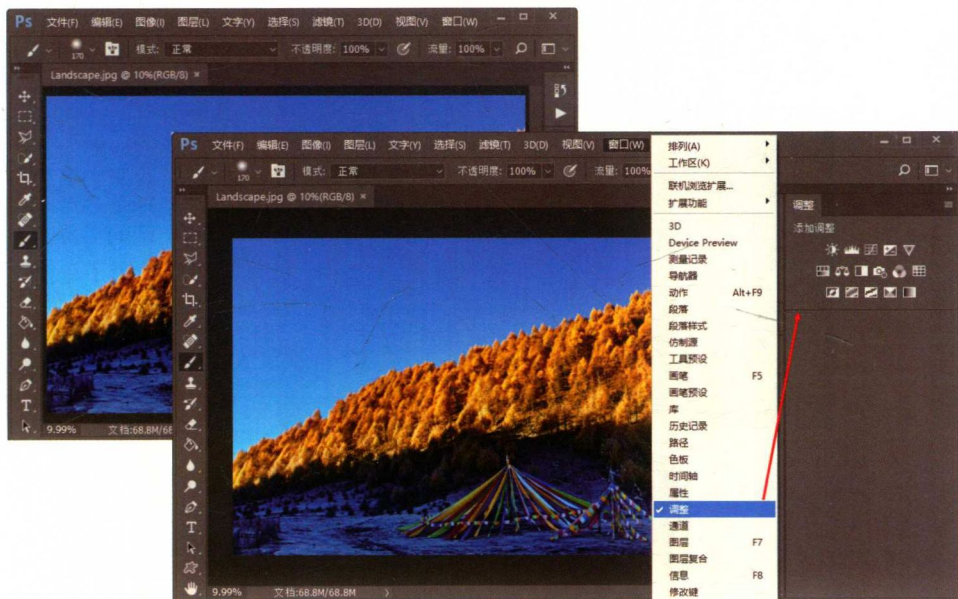 Ps 文件(F) 编辑(E) 图像(I) 图层(L) 文字(Y) 选择(S) 滤镜(T) 3D(D) 视图(V) 窗口(W)
170 模式: 正常 不透明度: 100% 流量: 100%
Landscape.jpg @ 10%(RGB/8) ×
9.99% 文档:68.8M/68
Ps 文件(F) 编辑(E) 图像(I) 图层(L) 文字(Y) 选择(S) 滤镜(T) 3D(D) 视图(V) 窗口(W)
170 模式: 正常 不透明度: 100% 流量: 100%
Landscape.jpg @ 10%(RGB/8) ×
9.99% 文档:68.8M/68.8M
排列(A)
工作区(K)
联机浏览扩展...
扩展功能
3D
Device Preview
测量记录
导航器
动作 Alt+F9
段落
段落样式
仿制源
工具预设
画笔 F5
画笔预设
库
历史记录
路径
色板
时间轴
属性
调整
通道
图层 F7
图层复合
信息 F8
修改键
调整
添加调整